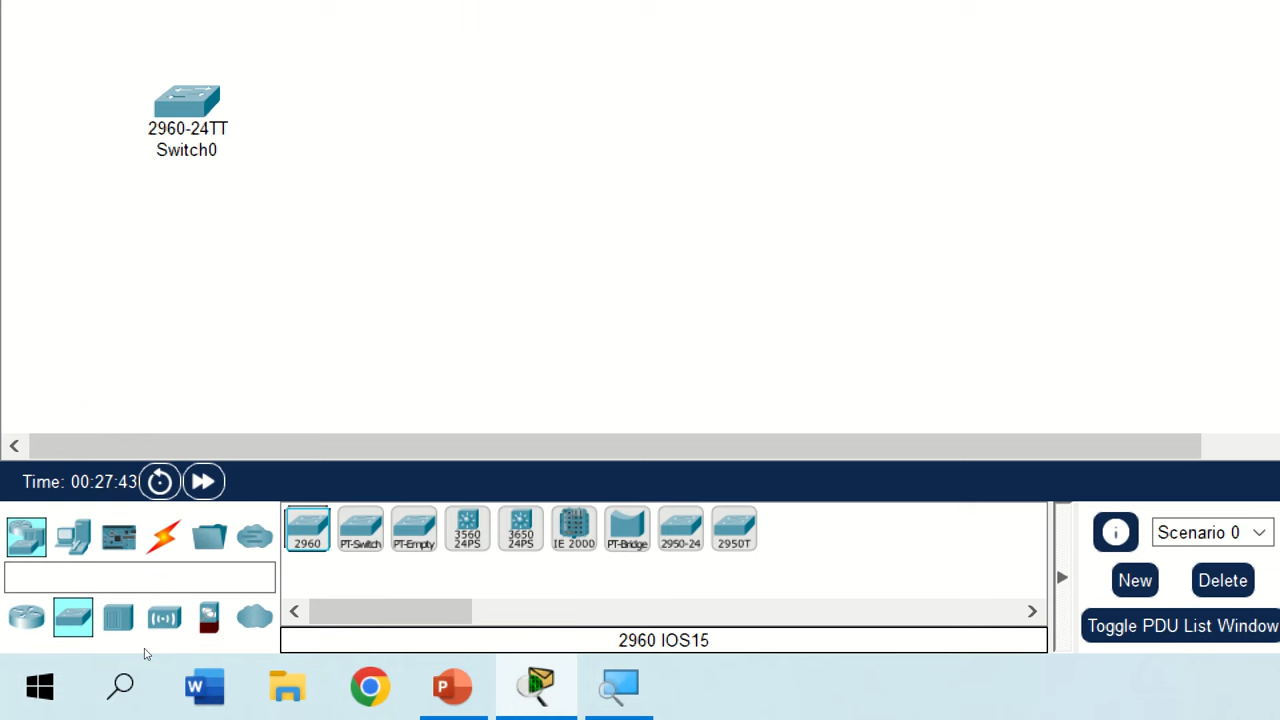 2960-24TT
Switch0
Time: 00:27:43
2960
PT-Switch
PT-Empty
3560
24PS
3650
24PS
IE 2000
PT-Bridge
2950-24
2950T
Scenario 0
New
Delete
Toggle PDU List Window
2960 IOS15